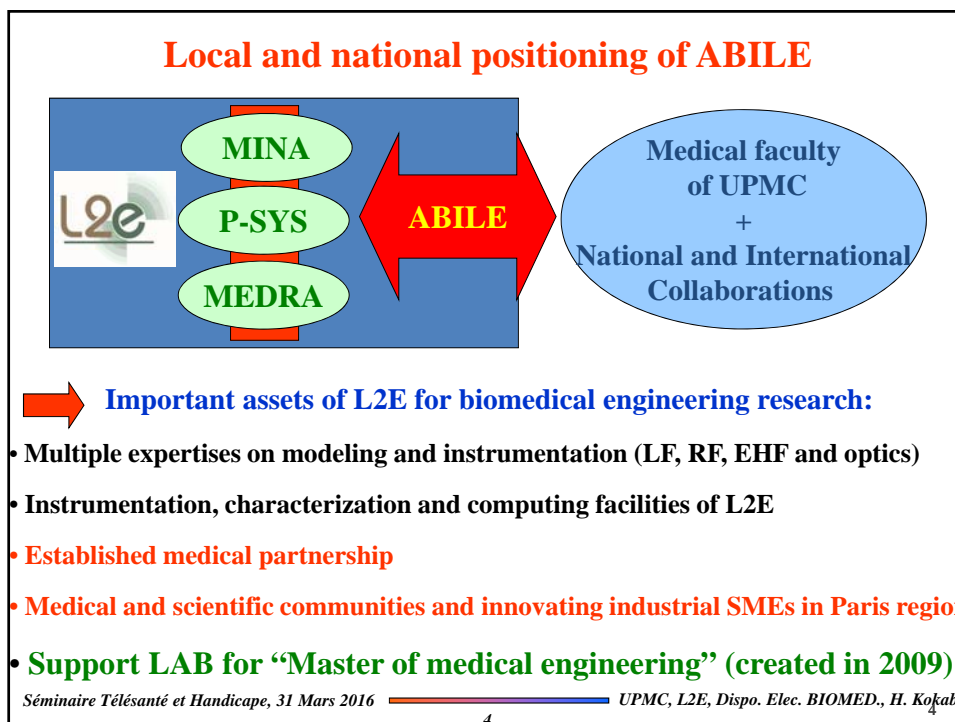 Local and national positioning of ABILE
MINA
L2e
P-SYS
MEDRA
ABILE
Medical faculty
of UPMC
+
National and International
Collaborations
Important assets of L2E for biomedical engineering research:
• Multiple expertises on modeling and instrumentation (LF, RF, EHF and optics)
• Instrumentation, characterization and computing facilities of L2E
• Established medical partnership
• Medical and scientific communities and innovating industrial SMEs in Paris region
• Support LAB for “Master of medical engineering” (created in 2009)
Séminaire Télésanté et Handicape, 31 Mars 2016
UPMC, L2E, Dispo. Elec. BIOMED., H. Kokab
4
4